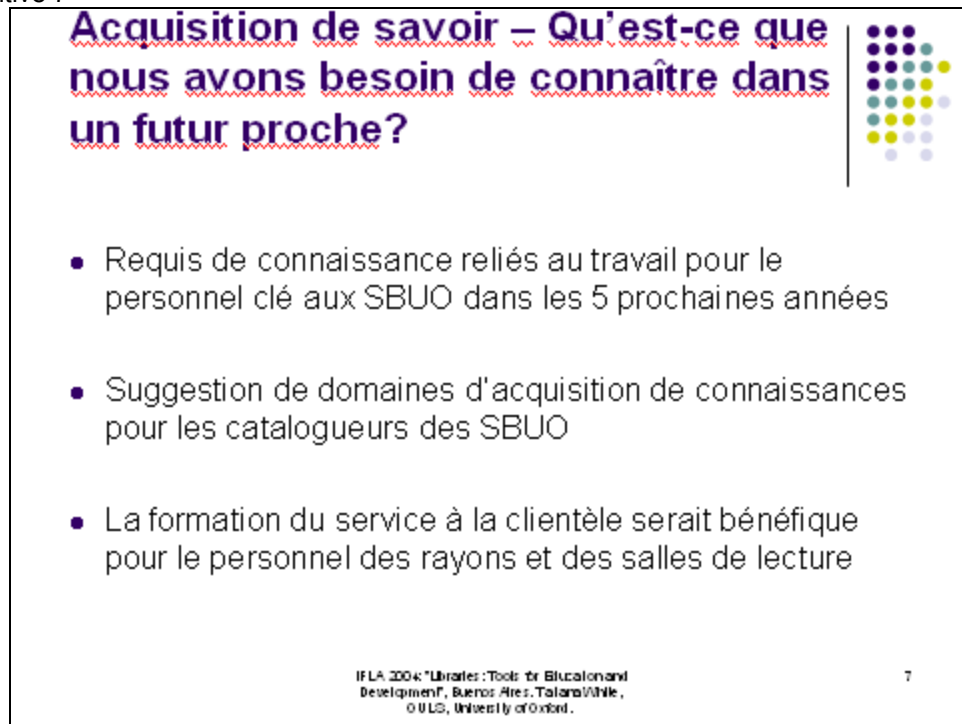 Acquisition de savoir – Qu'est-ce que
nous avons besoin de connaître dans
un futur proche?
● Requis de connaissance reliés au travail pour le
personnel clé aux SBUO dans les 5 prochaines années
● Suggestion de domaines d'acquisition de connaissances
pour les catalogueurs des SBUO
● La formation du service à la clientèle serait bénéfique
pour le personnel des rayons et des salles de lecture
IFLA 2004: "Libraries: Tools for Education and
Development", Buenos Aires. Tatiana White,
OULS, University of Oxford.
7